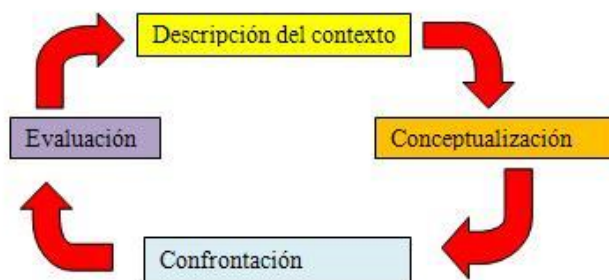 Descripción del contexto
Evaluación
Conceptualización
Confrontación